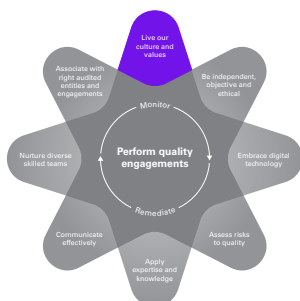 Live our
culture and
values
Associate with
right audited
entities and
engagements
Be independent,
objective and
ethical
Monitor
Perform quality
engagements
Nurture diverse
skilled teams
Embrace digital
technology
Remediate
Communicate
effectively
Assess risks
to quality
Apply
expertise and
knowledge